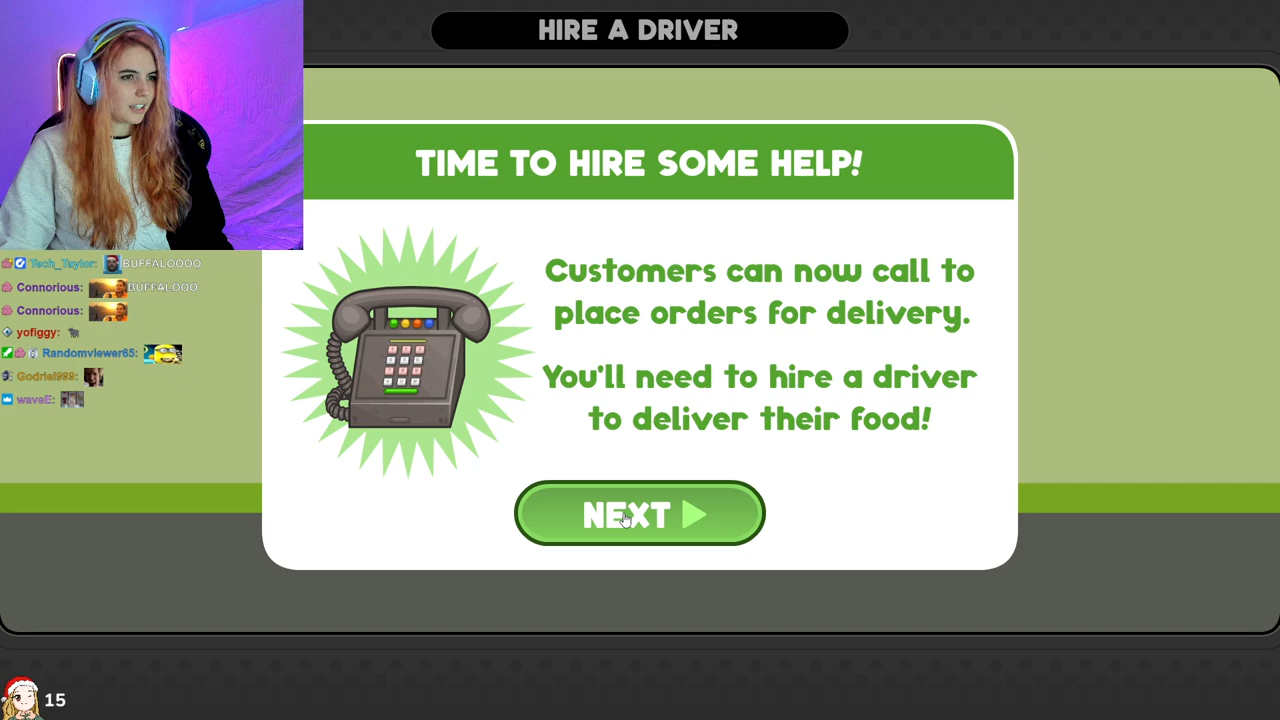 HIRE A DRIVER
TIME TO HIRE SOME HELP!
Customers can now call to
place orders for delivery.
You'll need to hire a driver
to deliver their food!
NEXT
Tech_Taylor: BUFFALOOOO
Connorious: BUFFALOOO
Connorious:
yofiggy:
Randomviewer65:
Godriel999:
waveE:
15